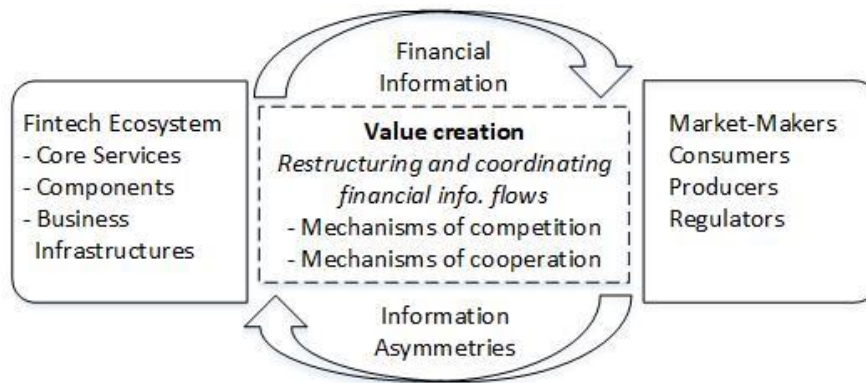 Financial
Information
Fintech Ecosystem
- Core Services
- Components
- Business
Infrastructures
Value creation
Restructuring and coordinating
financial info. flows
- Mechanisms of competition
- Mechanisms of cooperation
Market-Makers
Consumers
Producers
Regulators
Information
Asymmetries